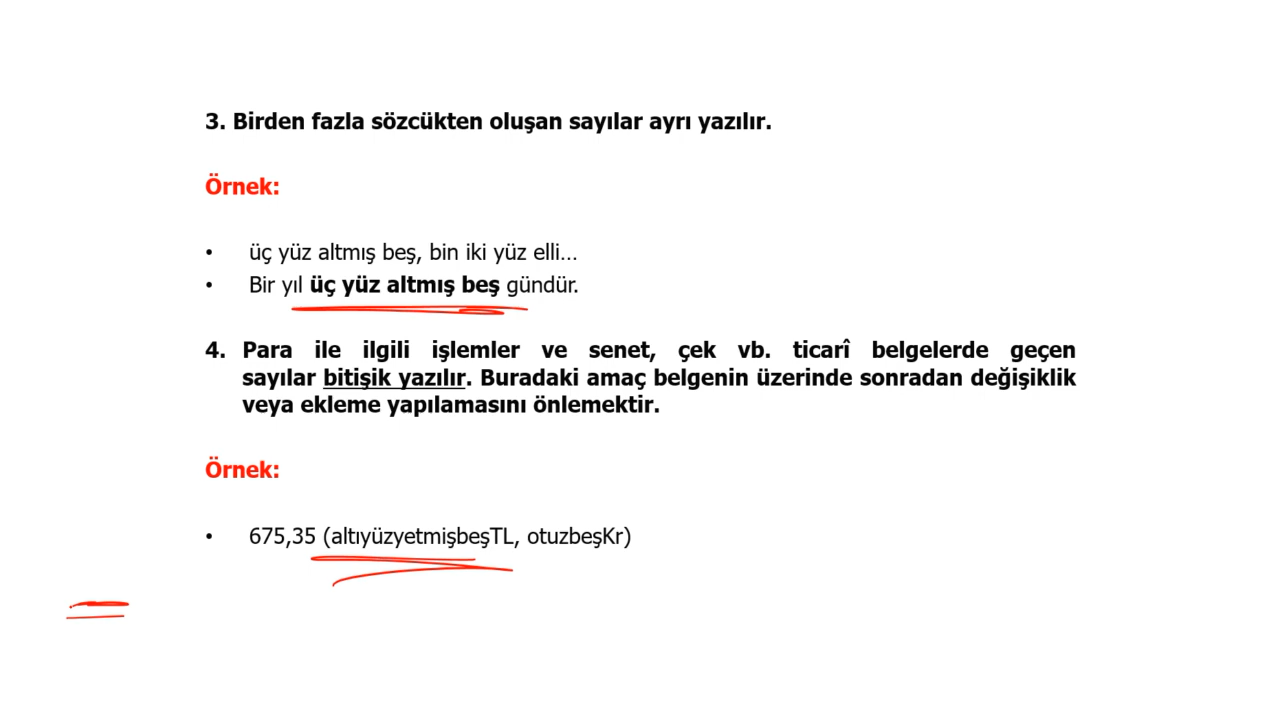 3. Birden fazla sözcükten oluşan sayılar ayrı yazılır.
Örnek:
• üç yüz altmış beş, bin iki yüz elli…
• Bir yıl üç yüz altmış beş gündür.
4. Para ile ilgili işlemler ve senet, çek vb. ticarî belgelerde geçen
sayılar bitişik yazılır. Buradaki amaç belgenin üzerinde sonradan değişiklik
veya ekleme yapılamasını önlemektir.
Örnek:
• 675,35 (altıyüzyetmişbeşTL, otuzbeşKr)